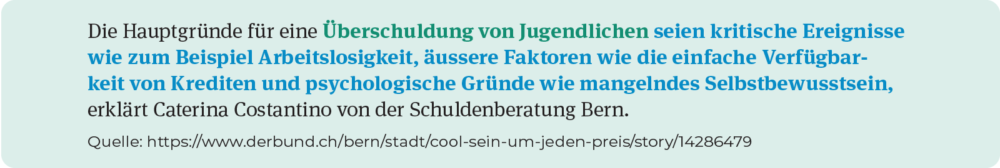 Die Hauptgründe für eine Überschuldung von Jugendlichen seien kritische Ereignisse
wie zum Beispiel Arbeitslosigkeit, äussere Faktoren wie die einfache Verfügbar-
keit von Krediten und psychologische Gründe wie mangelndes Selbstbewusstsein,
erklärt Caterina Costantino von der Schuldenberatung Bern.
Quelle: https://www.derbund.ch/bern/stadt/cool-sein-um-jeden-preis/story/14286479